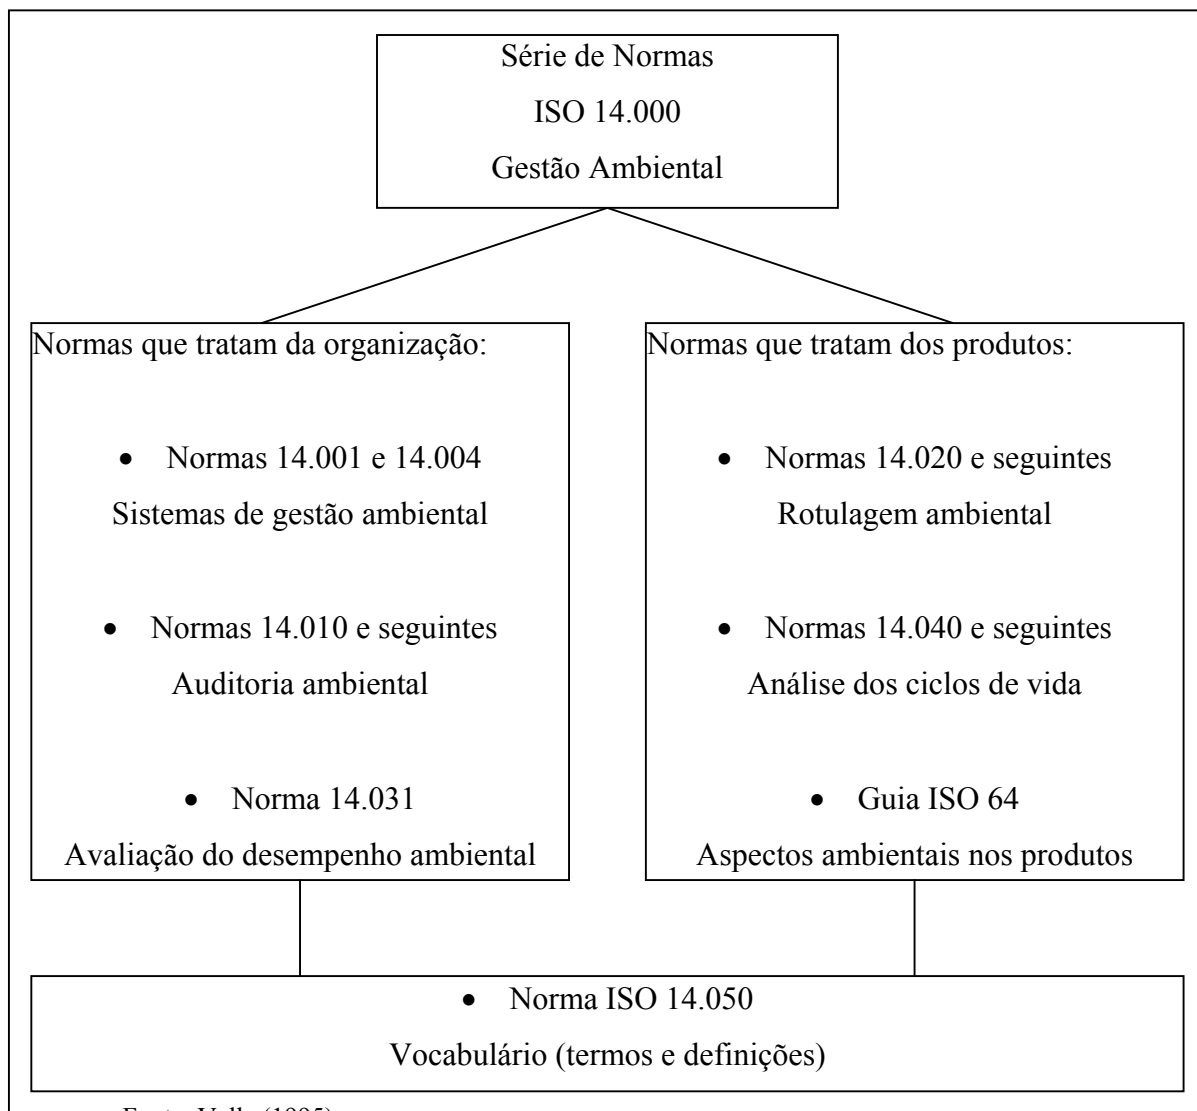 Série de Normas
ISO 14.000
Gestão Ambiental
Normas que tratam da organização:
• Normas 14.001 e 14.004
Sistemas de gestão ambiental
• Normas 14.010 e seguintes
Auditoria ambiental
• Norma 14.031
Avaliação do desempenho ambiental
Normas que tratam dos produtos:
• Normas 14.020 e seguintes
Rotulagem ambiental
• Normas 14.040 e seguintes
Análise dos ciclos de vida
• Guia ISO 64
Aspectos ambientais nos produtos
• Norma ISO 14.050
Vocabulário (termos e definições)